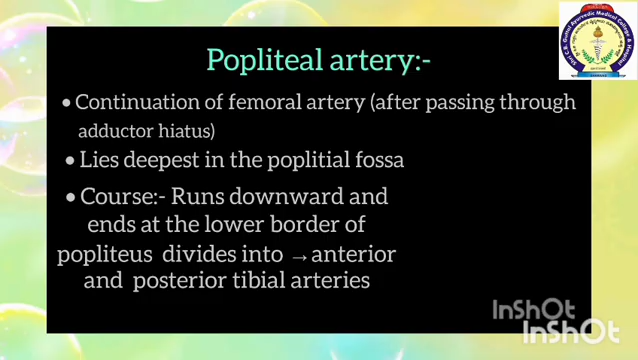 Popliteal artery:-
• Continuation of femoral artery (after passing through
adductor hiatus)
• Lies deepest in the poplitial fossa
• Course:- Runs downward and
ends at the lower border of
popliteus divides into →anterior
and posterior tibial arteries
InShOt
InShOt